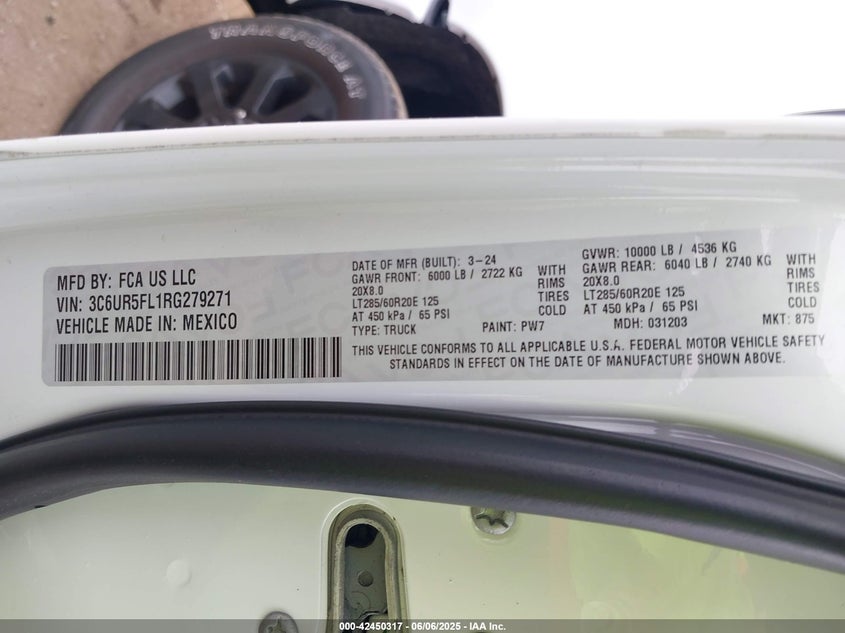 TRANSFORCE AT
MFD BY: FCA US LLC
VIN: 3C6UR5FL1RG279271
VEHICLE MADE IN: MEXICO
DATE OF MFR (BUILT): 3-24
GAWR FRONT: 6000 LB / 2722 KG WITH
20X8.0 RIMS
LT285/60R20E 125 TIRES
AT 450 kPa / 65 PSI COLD
TYPE: TRUCK PAINT: PW7
GVWR: 10000 LB / 4536 KG
GAWR REAR: 6040 LB / 2740 KG WITH
20X8.0 RIMS
LT285/60R20E 125 TIRES
AT 450 kPa / 65 PSI COLD
MDH: 031203 MKT: 875
THIS VEHICLE CONFORMS TO ALL APPLICABLE U.S.A. FEDERAL MOTOR VEHICLE SAFETY
STANDARDS IN EFFECT ON THE DATE OF MANUFACTURE SHOWN ABOVE.
000-42450317 - 06/06/2025 - IAA Inc.